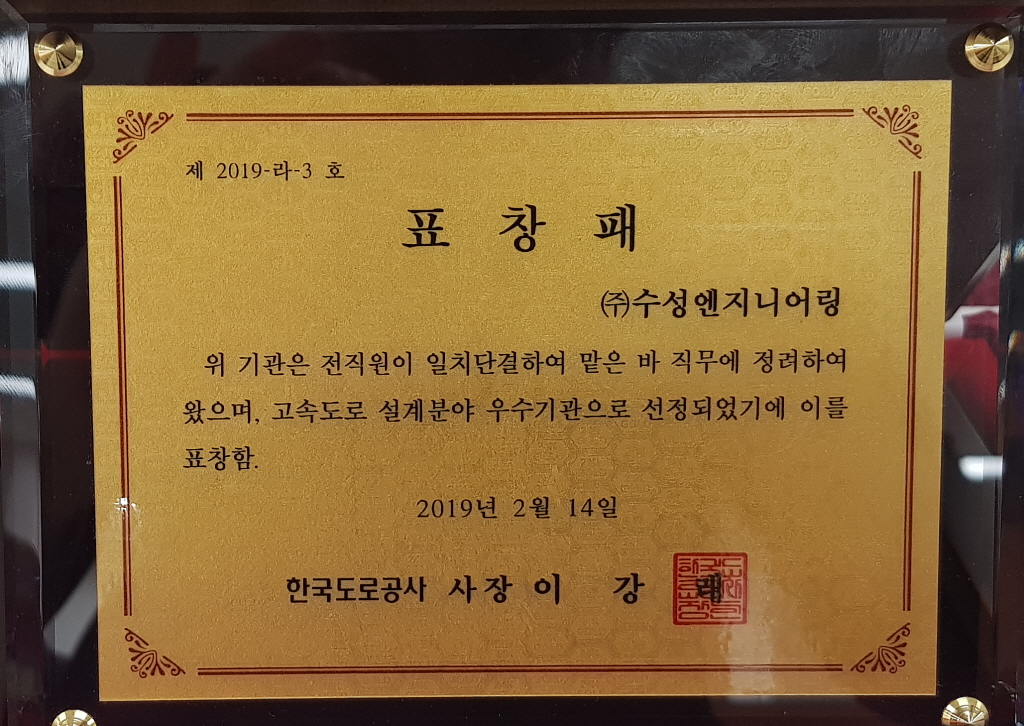 제 2019-라-3 호
표 창 패
㈜수성엔지니어링
위 기관은 전직원이 일치단결하여 맡은 바 직무에 정려하여
왔으며, 고속도로 설계분야 우수기관으로 선정되었기에 이를
표창함.
2019년 2월 14일
한국도로공사 사장 이 강 래